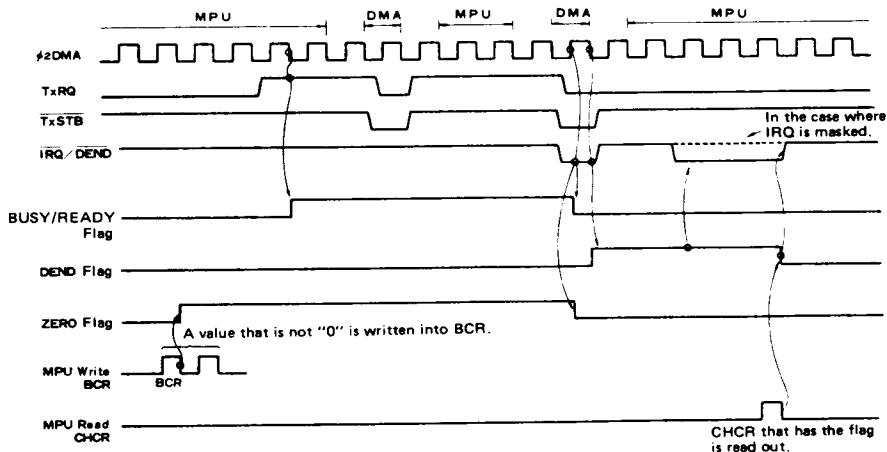 MPU DMA MPU DMA MPU
φ2DMA
TxRQ
TxSTB
In the case where
IRQ is masked.
IRQ/DEND
BUSY/READY
Flag
DEND Flag
ZERO Flag
A value that is not "0" is written into BCR.
MPU Write
BCR
BCR
MPU Read
CHCR
CHCR that has the flag
is read out.